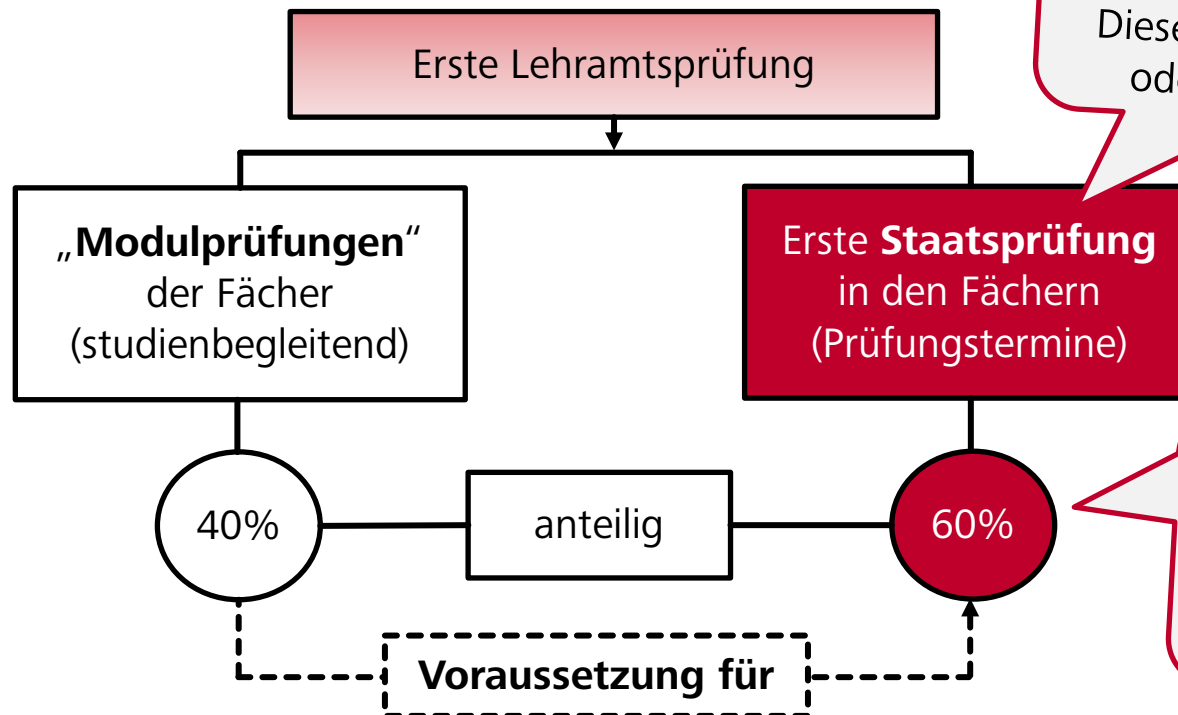 Erste Lehramtsprüfung
„Modulprüfungen“
der Fächer
(studienbegleitend)
Erste Staatsprüfung
in den Fächern
(Prüfungstermine)
40%
anteilig
60%
Voraussetzung für